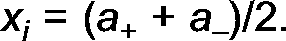 xᵢ = (a₊ + a₋)/2.